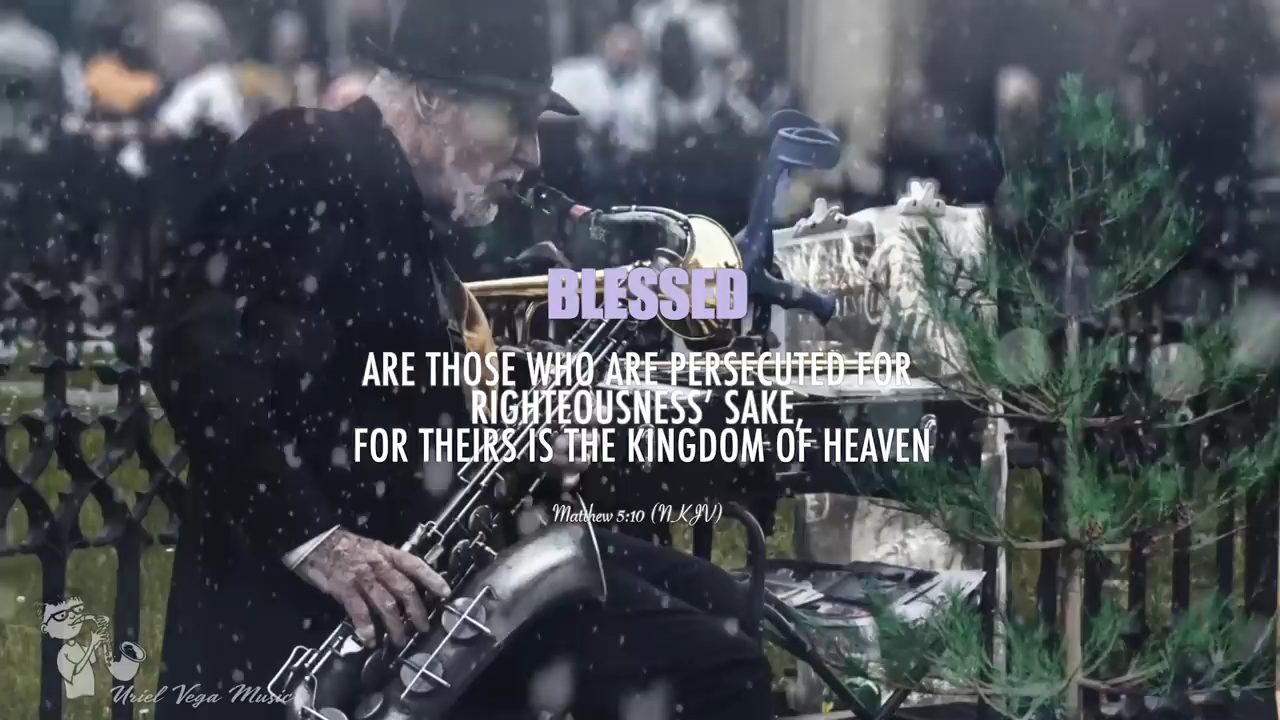 BLESSED
ARE THOSE WHO ARE PERSECUTED FOR
RIGHTEOUSNESS’ SAKE,
FOR THEIRS IS THE KINGDOM OF HEAVEN
Matthew 5:10 (NKJV)
Uriel Vega Music